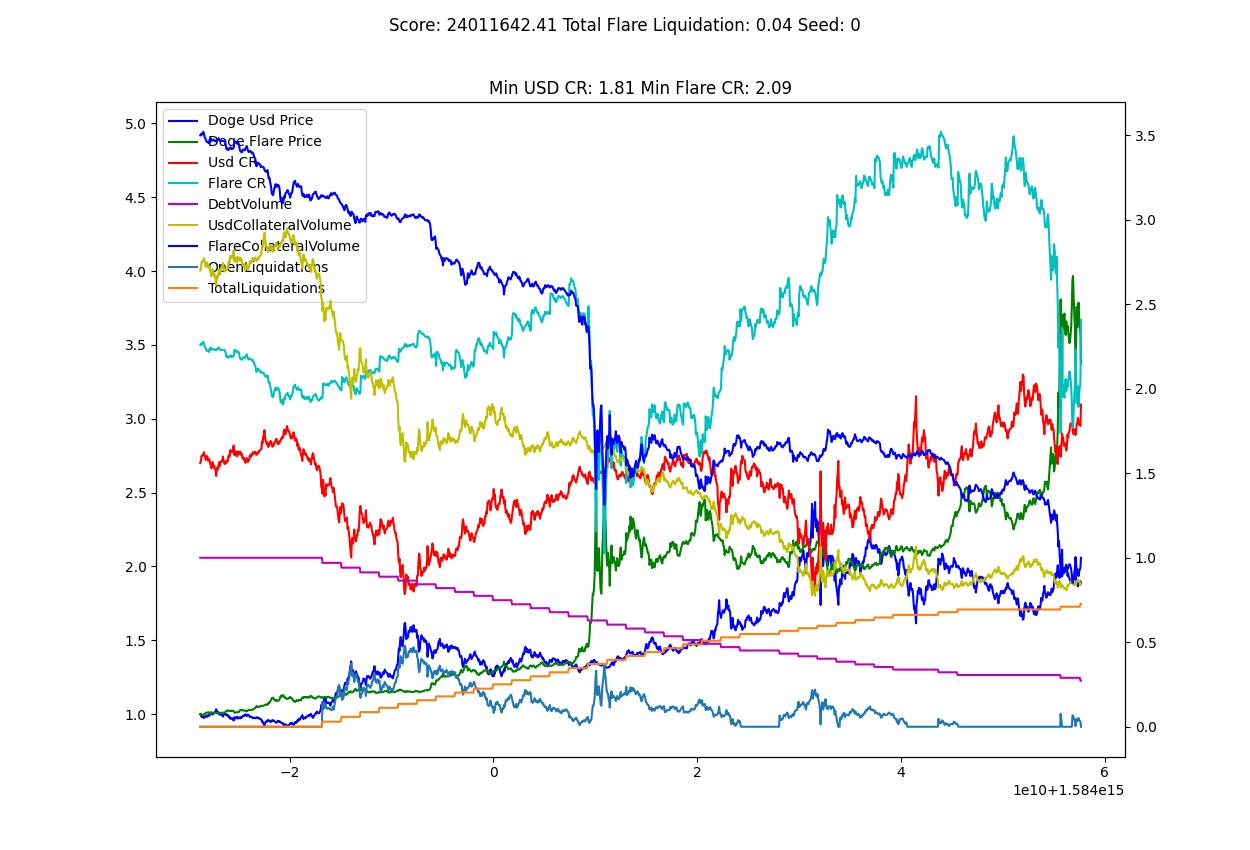 Score: 24011642.41 Total Flare Liquidation: 0.04 Seed: 0
Min USD CR: 1.81 Min Flare CR: 2.09
Doge Usd Price
Doge Flare Price
Usd CR
Flare CR
DebtVolume
UsdCollateralVolume
FlareCollateralVolume
OpenLiquidations
TotalLiquidations
5.0
4.5
4.0
3.5
3.0
2.5
2.0
1.5
1.0
3.5
3.0
2.5
2.0
1.5
1.0
0.5
0.0
−2
0
2
4
6
1e10+1.584e15